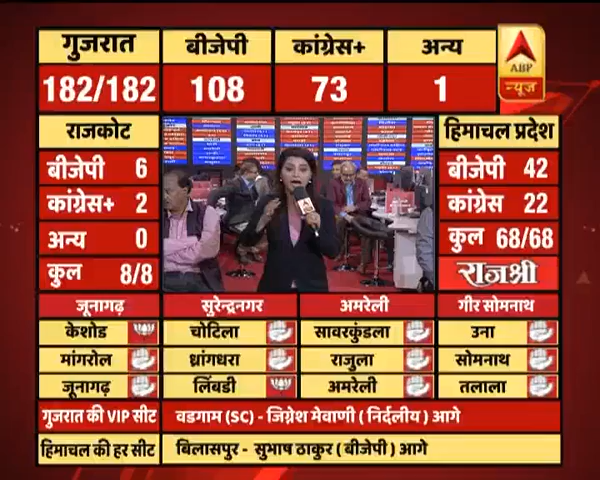 गुजरात बीजेपी कांग्रेस+ अन्य
182/182 108 73 1
ABP
न्यूज़
राजकोट
बीजेपी 6
कांग्रेस+ 2
अन्य 0
कुल 8/8
हिमाचल प्रदेश
बीजेपी 42
कांग्रेस 22
कुल 68/68
राजश्री
जूनागढ़ सुरेन्द्रनगर अमरेली गीर सोमनाथ
केशोड चोटिला सावरकुंडला उना
मांगरोल ध्रांगधरा राजुला सोमनाथ
जूनागढ़ लिंबडी अमरेली तलाला
गुजरात की VIP सीट वडगाम (SC) - जिग्नेश मेवाणी ( निर्दलीय ) आगे
हिमाचल की हर सीट बिलासपुर - सुभाष ठाकुर ( बीजेपी ) आगे